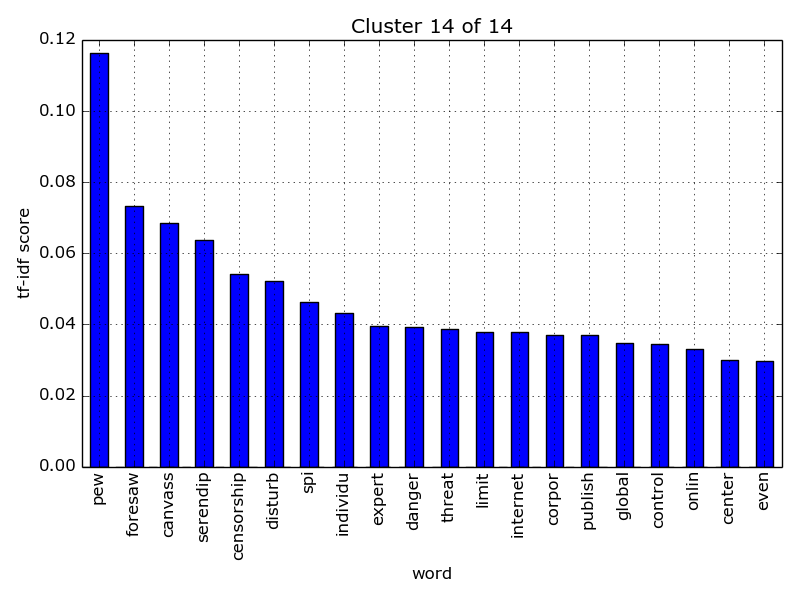 Cluster 14 of 14
0.12
0.10
0.08
0.06
0.04
0.02
0.00
tf-idf score
pew
foresaw
canvass
serendip
censorship
disturb
spi
individu
expert
danger
threat
limit
internet
corpor
publish
global
control
onlin
center
even
word